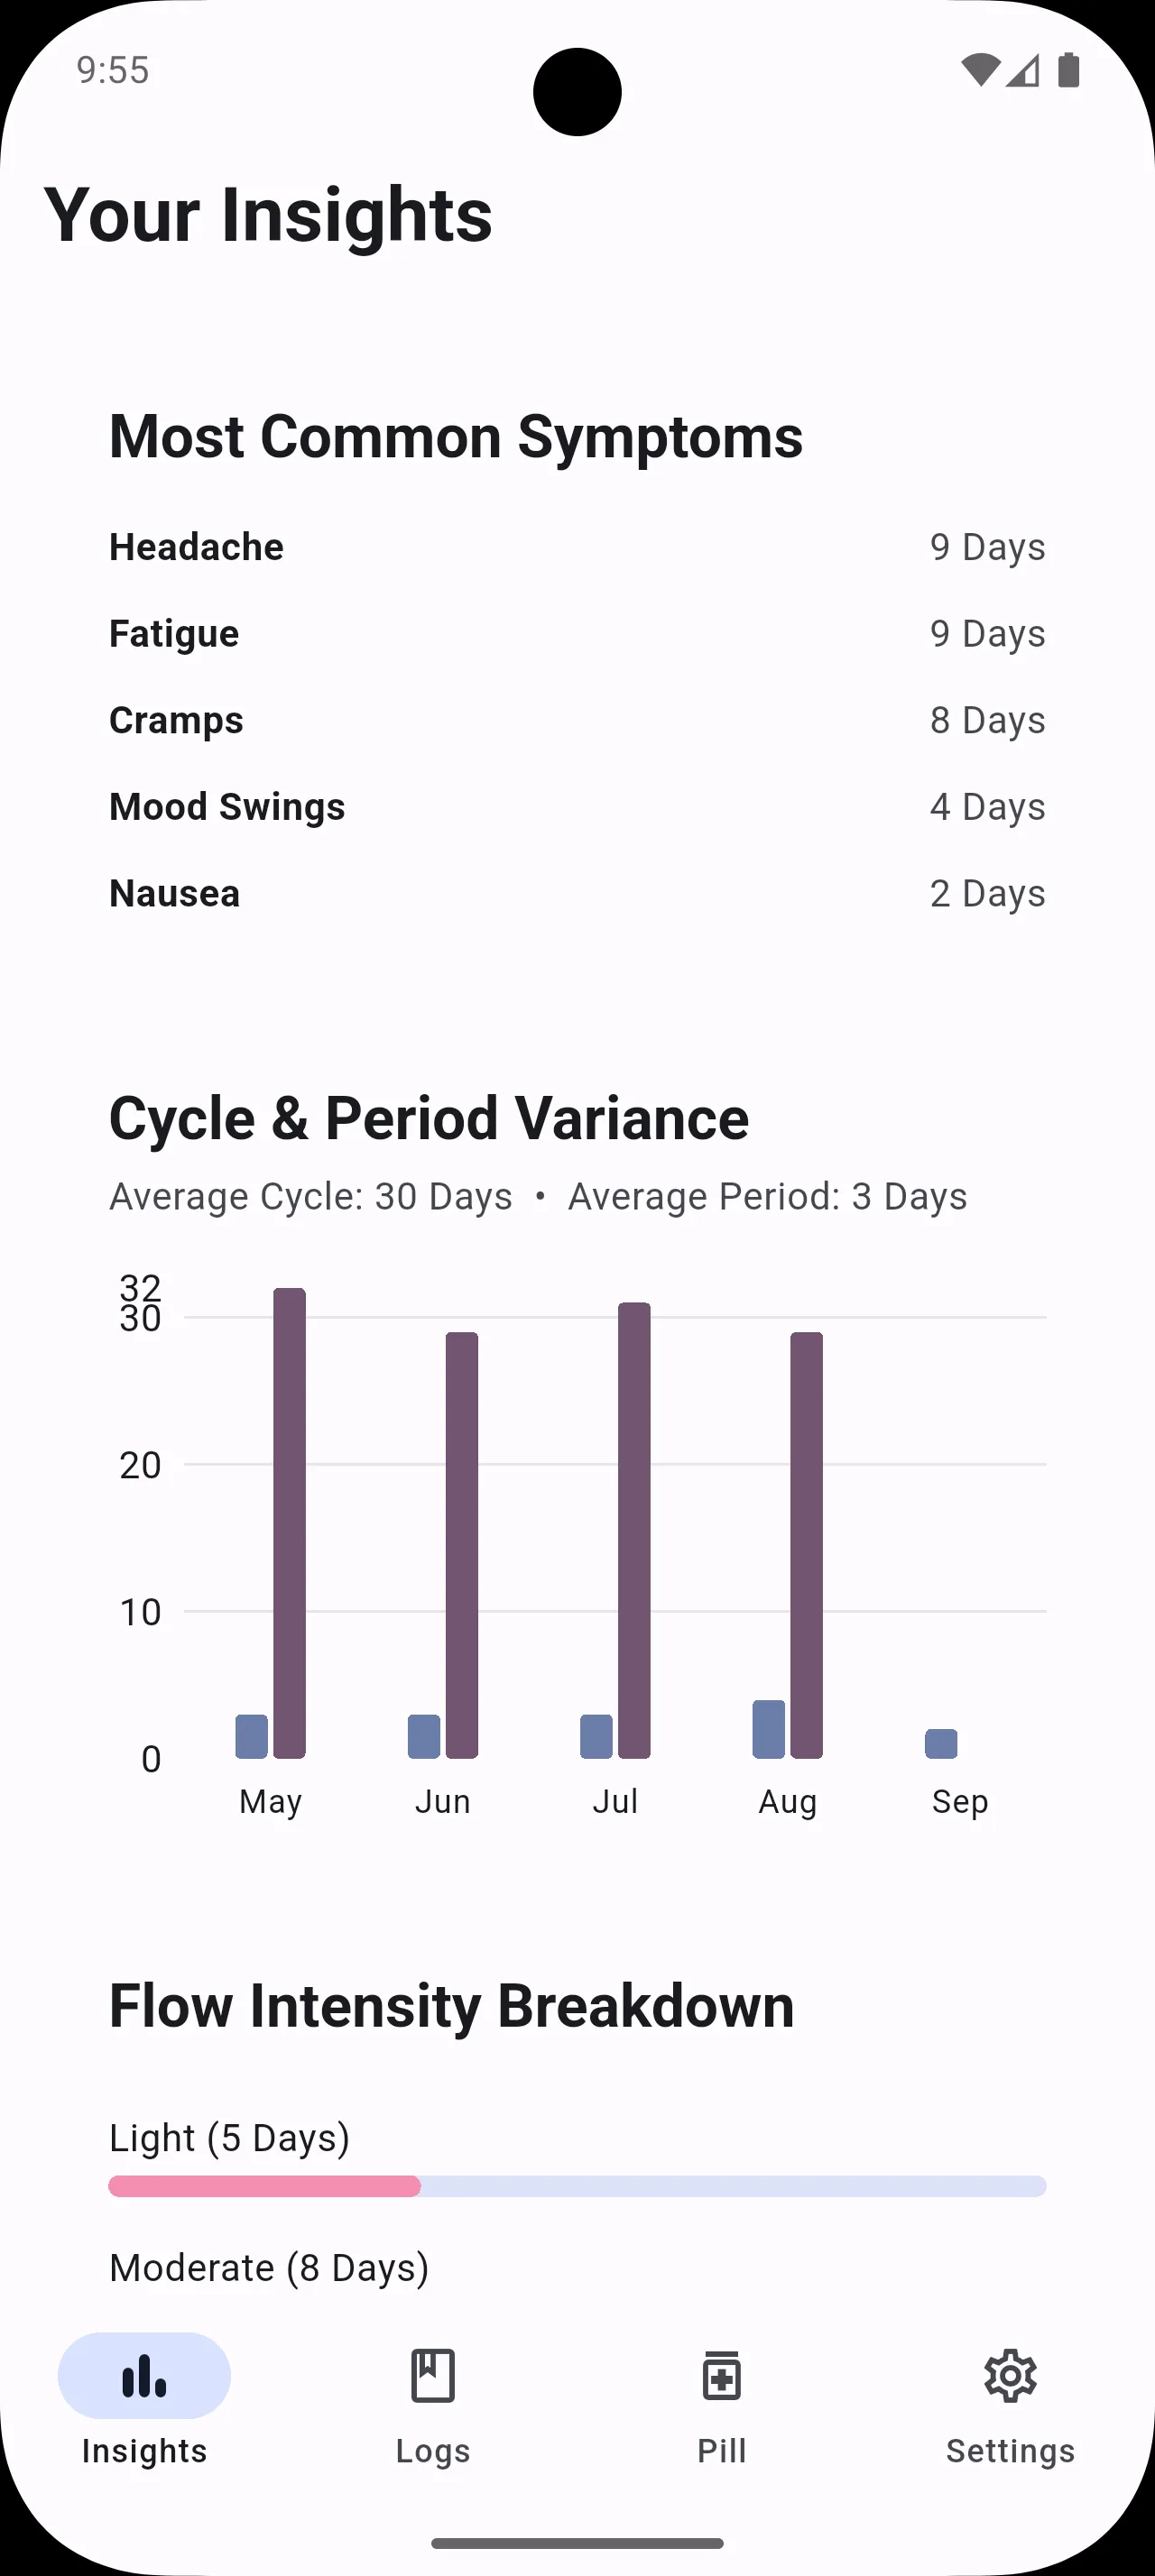 9:55
Your Insights
Most Common Symptoms
Headache 9 Days
Fatigue 9 Days
Cramps 8 Days
Mood Swings 4 Days
Nausea 2 Days
Cycle & Period Variance
Average Cycle: 30 Days • Average Period: 3 Days
32
30
20
10
0
May Jun Jul Aug Sep
Flow Intensity Breakdown
Light (5 Days)
Moderate (8 Days)
Insights Logs Pill Settings